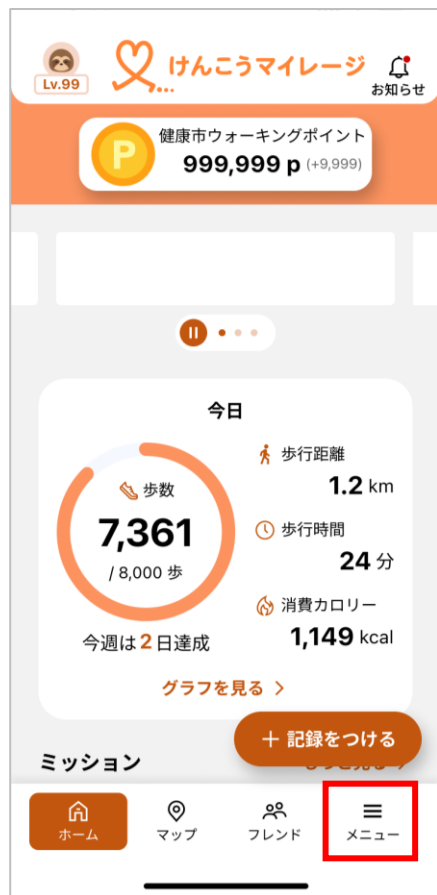 Lv.99
けんこうマイレージ
お知らせ
P
健康市ウォーキングポイント
999,999 p (+9,999)
今日
歩数
7,361
/ 8,000 歩
今週は2日達成
歩行距離
1.2 km
歩行時間
24 分
消費カロリー
1,149 kcal
グラフを見る >
+ 記録をつける
ミッション
ホーム
マップ
フレンド
メニュー